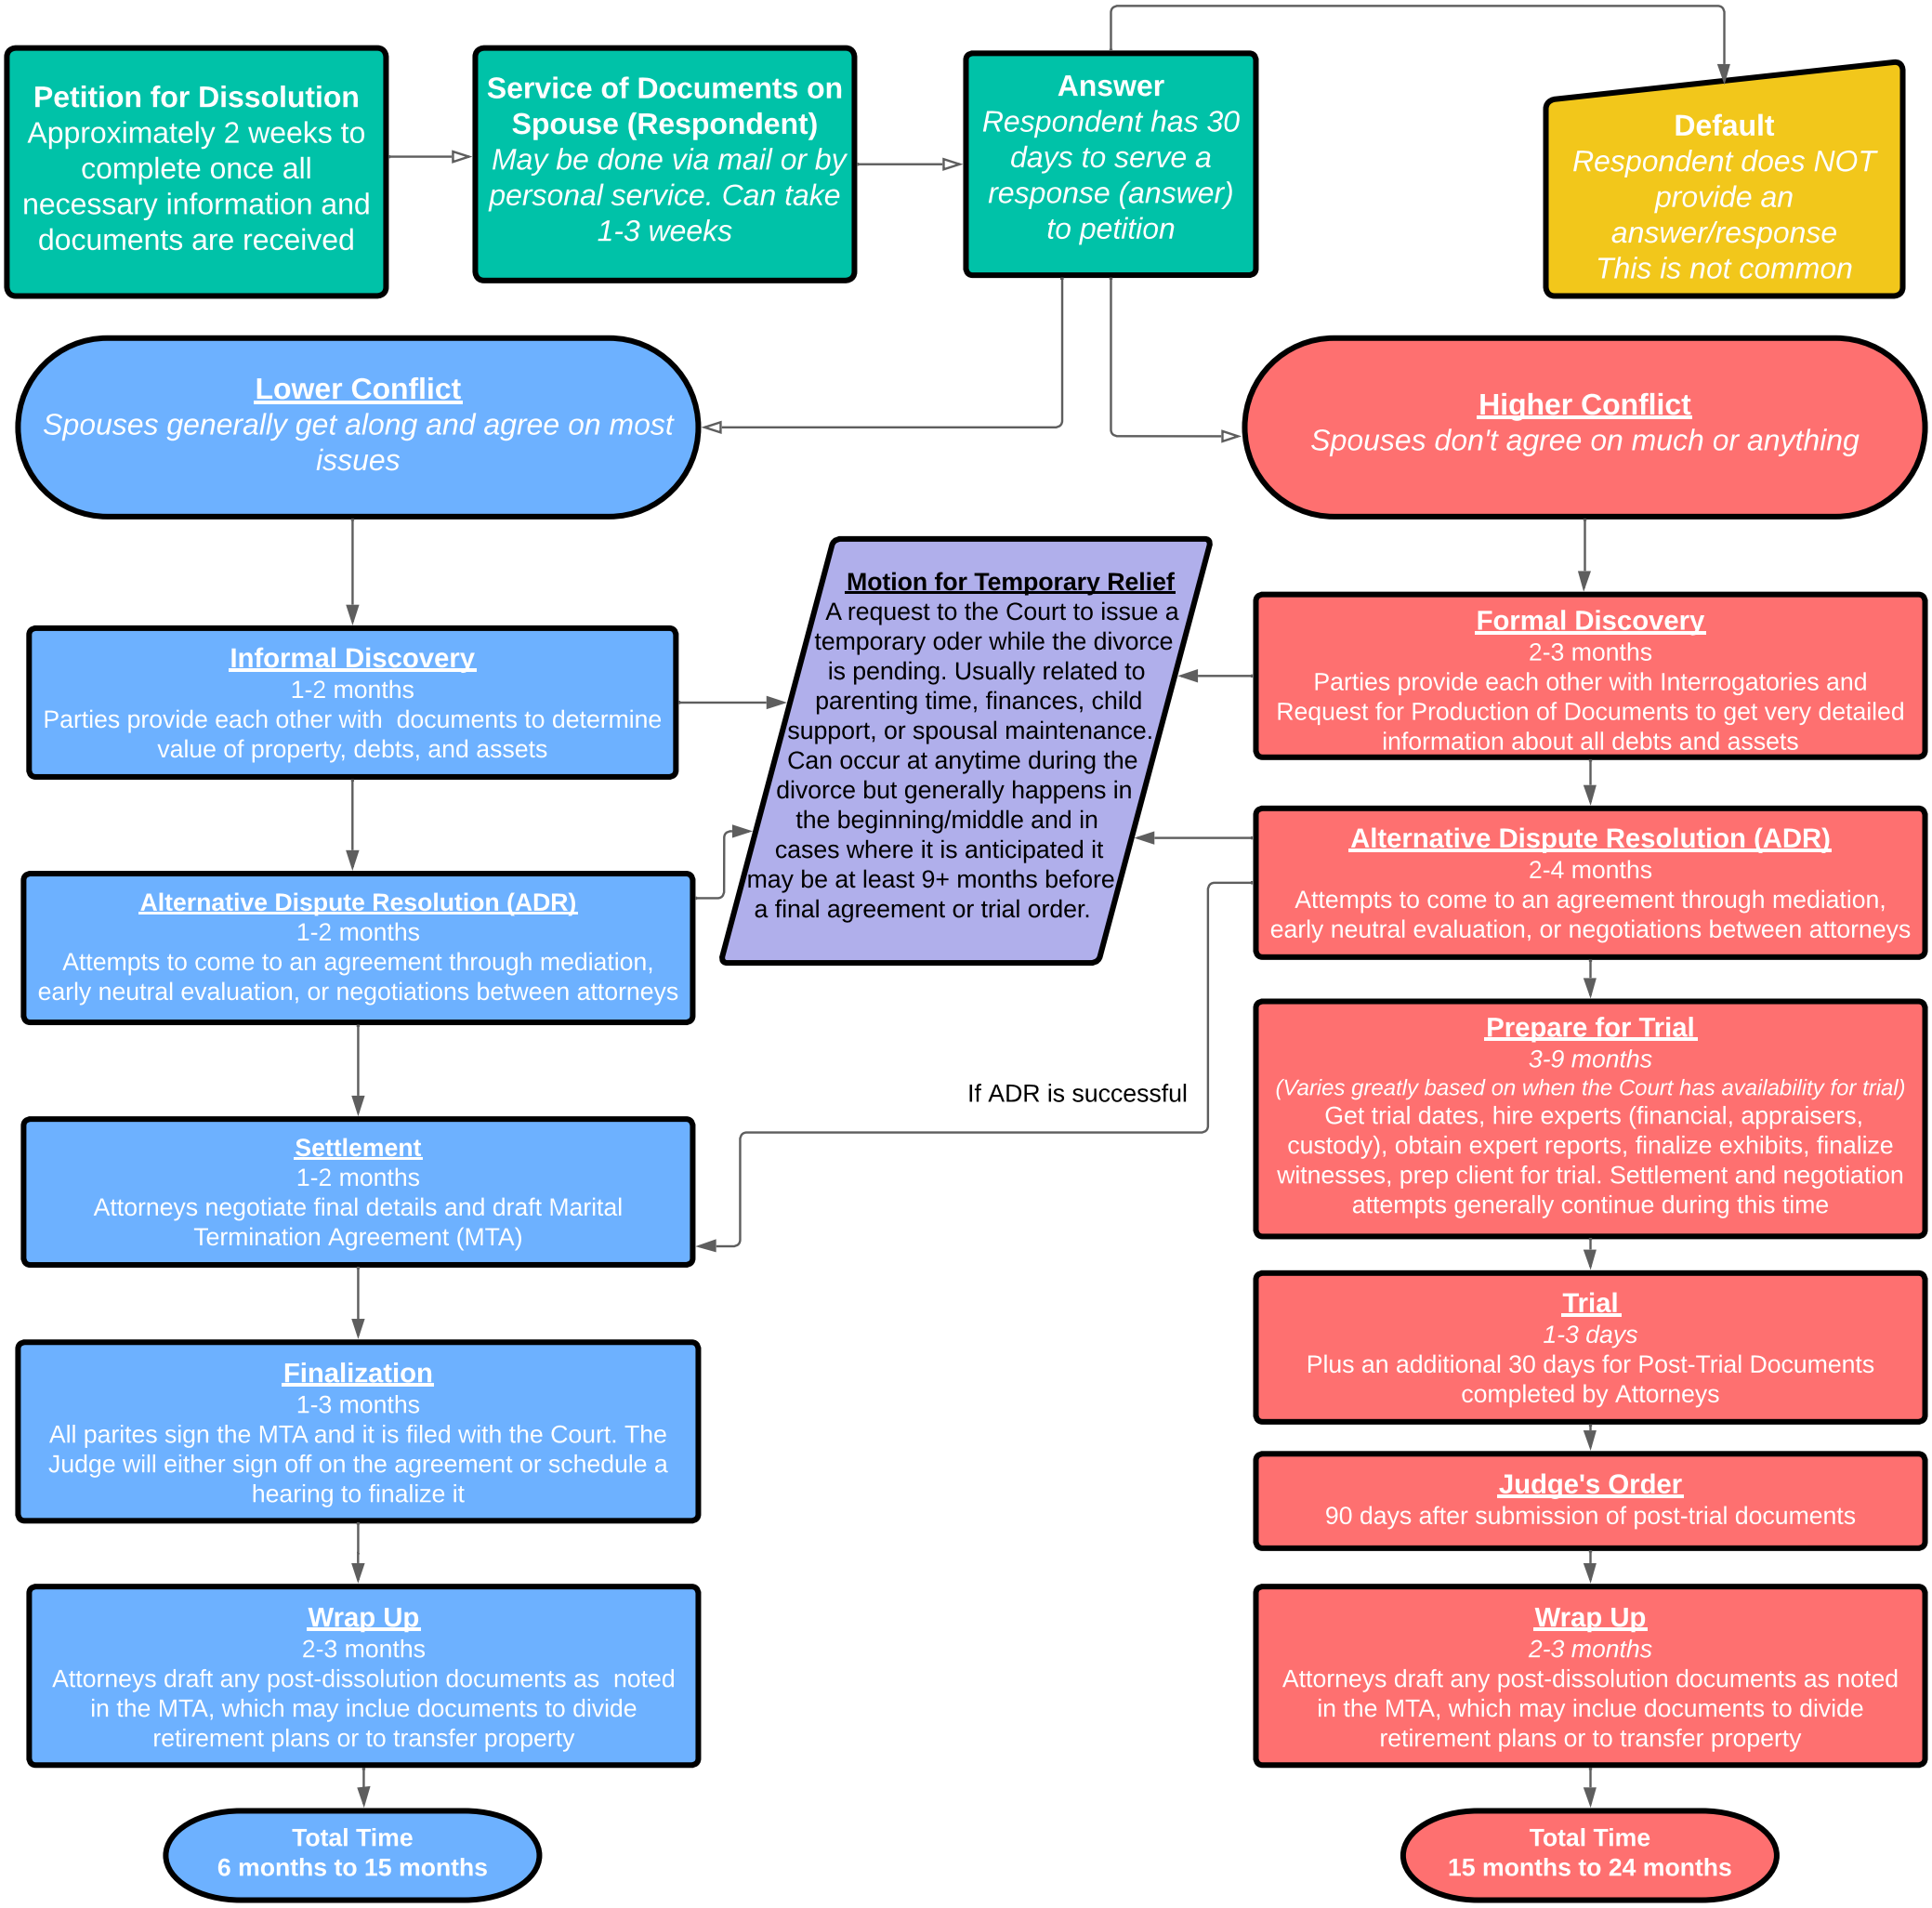 Petition for Dissolution
Approximately 2 weeks to
complete once all
necessary information and
documents are received
Service of Documents on
Spouse (Respondent)
May be done via mail or by
personal service. Can take
1-3 weeks
Answer
Respondent has 30
days to serve a
response (answer)
to petition
Default
Respondent does NOT
provide an
answer/response
This is not common
Lower Conflict
Spouses generally get along and agree on most
issues
Higher Conflict
Spouses don't agree on much or anything
Informal Discovery
1-2 months
Parties provide each other with  documents to determine
value of property, debts, and assets
Motion for Temporary Relief
A request to the Court to issue a
temporary oder while the divorce
is pending. Usually related to
parenting time, finances, child
support, or spousal maintenance.
Can occur at anytime during the
divorce but generally happens in
the beginning/middle and in
cases where it is anticipated it
may be at least 9+ months before
a final agreement or trial order.
Formal Discovery
2-3 months
Parties provide each other with Interrogatories and
Request for Production of Documents to get very detailed
information about all debts and assets
Alternative Dispute Resolution (ADR)
1-2 months
Attempts to come to an agreement through mediation,
early neutral evaluation, or negotiations between attorneys
Alternative Dispute Resolution (ADR)
2-4 months
Attempts to come to an agreement through mediation,
early neutral evaluation, or negotiations between attorneys
If ADR is successful
Settlement
1-2 months
Attorneys negotiate final details and draft Marital
Termination Agreement (MTA)
Prepare for Trial
3-9 months
(Varies greatly based on when the Court has availability for trial)
Get trial dates, hire experts (financial, appraisers,
custody), obtain expert reports, finalize exhibits, finalize
witnesses, prep client for trial. Settlement and negotiation
attempts generally continue during this time
Finalization
1-3 months
All parites sign the MTA and it is filed with the Court. The
Judge will either sign off on the agreement or schedule a
hearing to finalize it
Trial
1-3 days
Plus an additional 30 days for Post-Trial Documents
completed by Attorneys
Judge's Order
90 days after submission of post-trial documents
Wrap Up
2-3 months
Attorneys draft any post-dissolution documents as  noted
in the MTA, which may inclue documents to divide
retirement plans or to transfer property
Wrap Up
2-3 months
Attorneys draft any post-dissolution documents as noted
in the MTA, which may inclue documents to divide
retirement plans or to transfer property
Total Time
6 months to 15 months
Total Time
15 months to 24 months